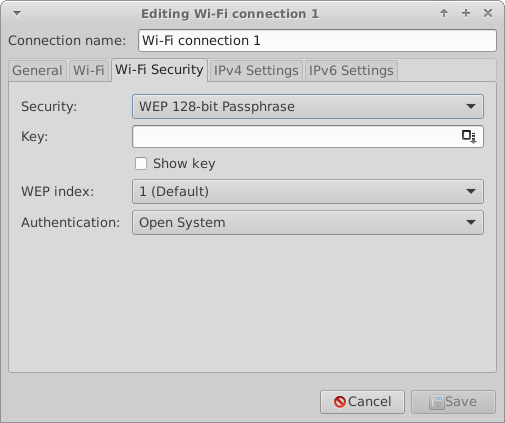 Editing Wi-Fi connection 1
Connection name: Wi-Fi connection 1
General Wi-Fi Wi-Fi Security IPv4 Settings IPv6 Settings
Security: WEP 128-bit Passphrase
Key:
Show key
WEP index: 1 (Default)
Authentication: Open System
Cancel Save